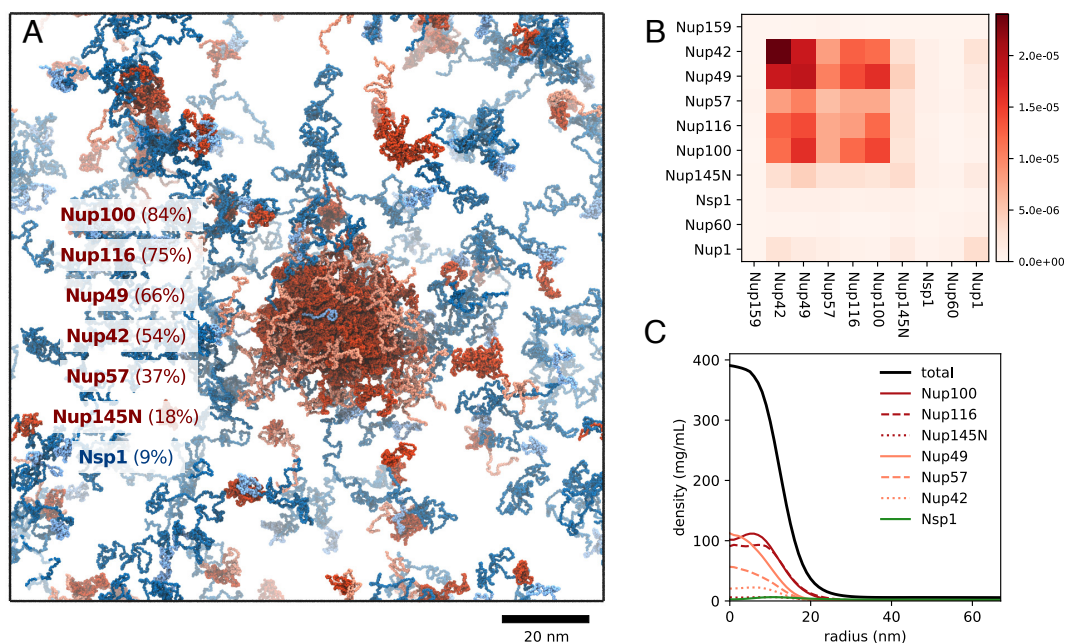 A
Nup100 (84%)
Nup116 (75%)
Nup49 (66%)
Nup42 (54%)
Nup57 (37%)
Nup145N (18%)
Nsp1 (9%)
20 nm
B
Nup159
Nup42
Nup49
Nup57
Nup116
Nup100
Nup145N
Nsp1
Nup60
Nup1
Nup159
Nup42
Nup49
Nup57
Nup116
Nup100
Nup145N
Nsp1
Nup60
Nup1
2.0e-05
1.5e-05
1.0e-05
5.0e-06
0.0e+00
C
400
300
200
100
0
density (mg/mL)
0
20
40
60
radius (nm)
total
Nup100
Nup116
Nup145N
Nup49
Nup57
Nup42
Nsp1